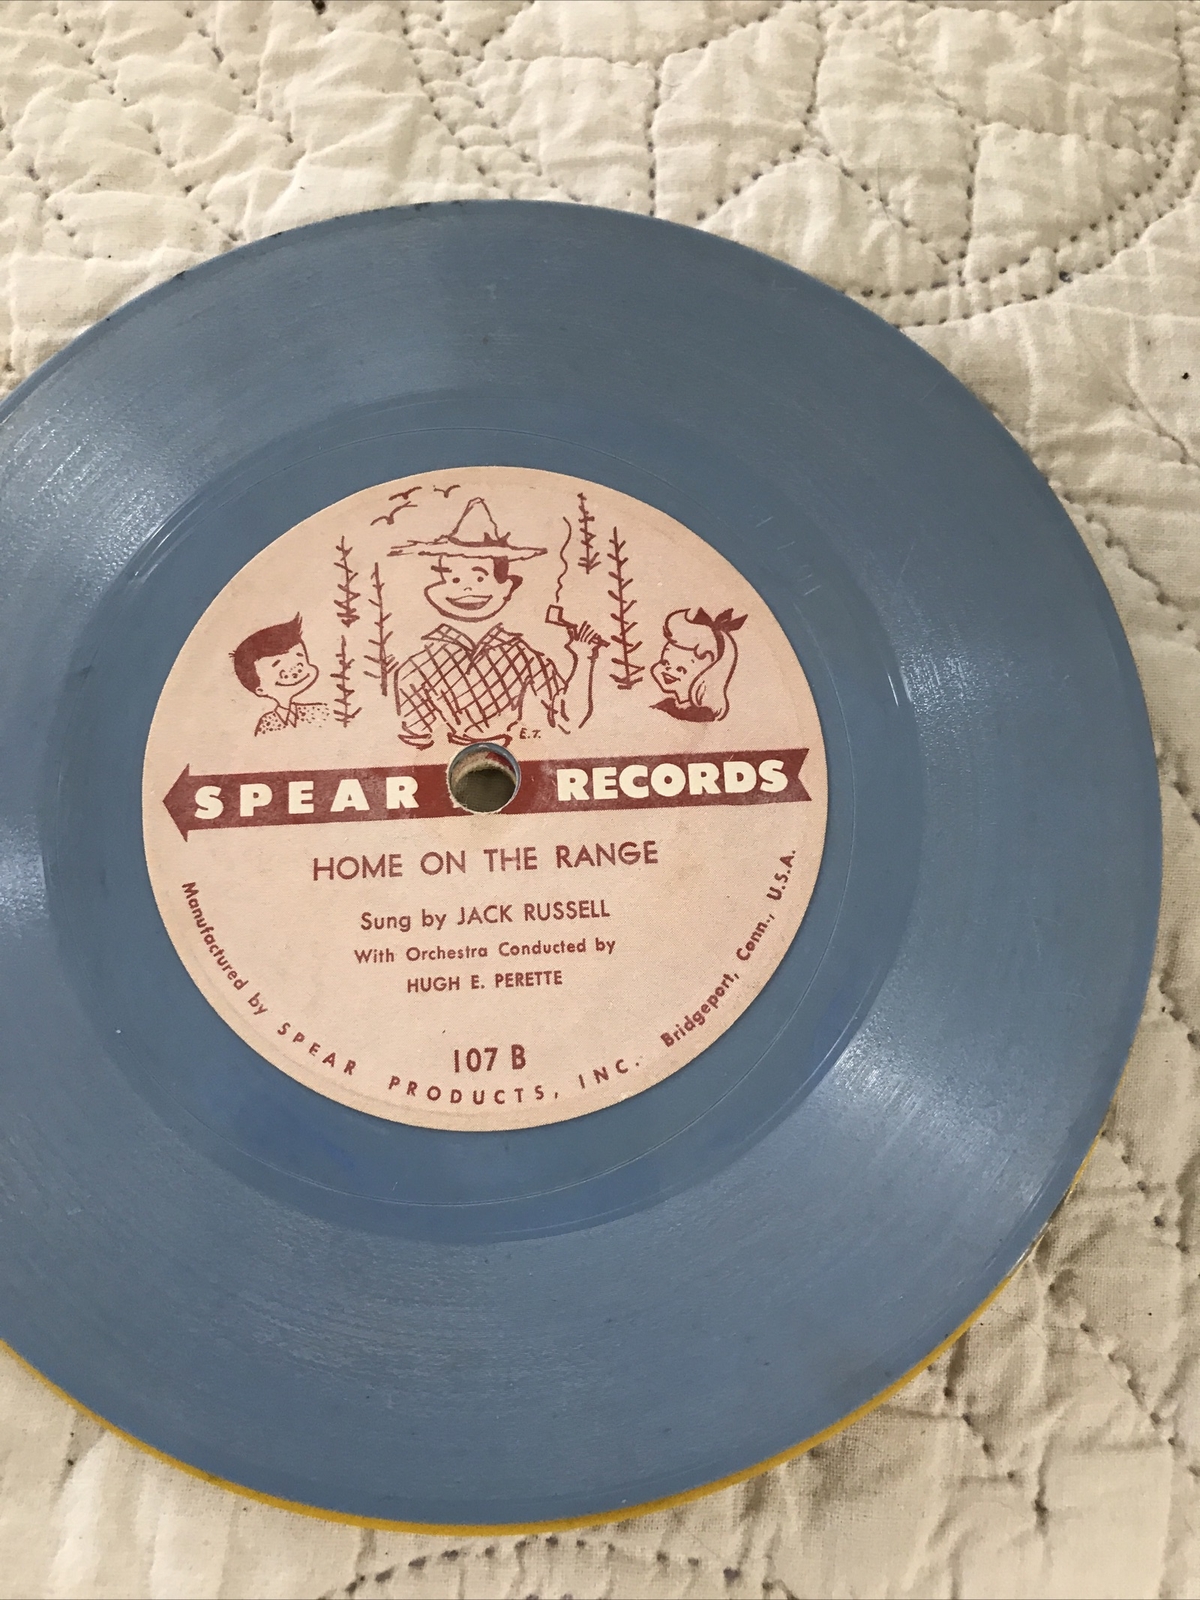 E.T.
SPEAR RECORDS
HOME ON THE RANGE
Sung by JACK RUSSELL
With Orchestra Conducted by
HUGH E. PERETTE
107 B
Manufactured by SPEAR PRODUCTS, INC. Bridgeport, Conn., U.S.A.